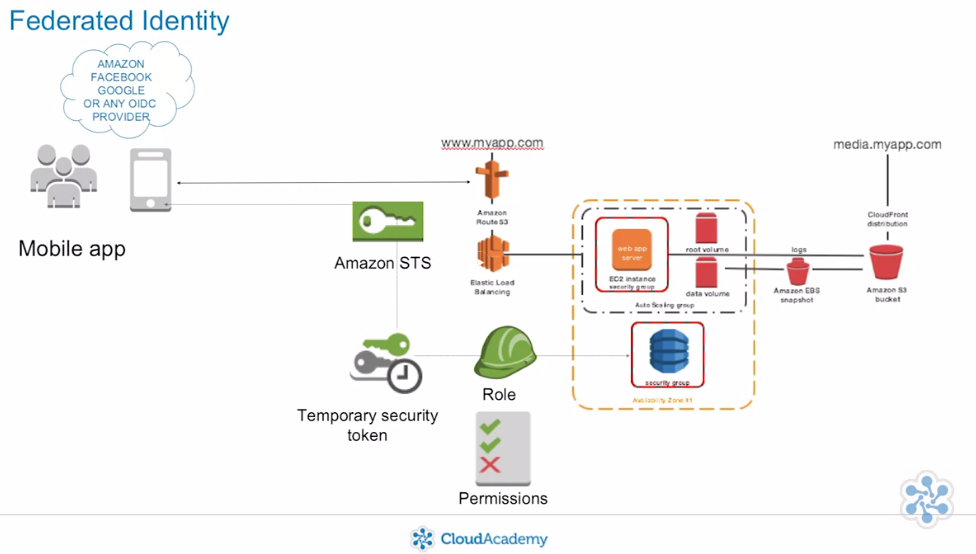 Federated Identity
AMAZON
FACEBOOK
GOOGLE
OR ANY OIDC
PROVIDER
Mobile app
www.myapp.com
Amazon
Route 53
Amazon STS
Elastic Load
Balancing
web app
server
EC2 instance
security group
root volume
data volume
Auto Scaling group
security group
Availability Zone #1
logs
Amazon EBS
snapshot
media.myapp.com
CloudFront
distribution
Amazon S3
bucket
Temporary security
token
Role
Permissions
CloudAcademy